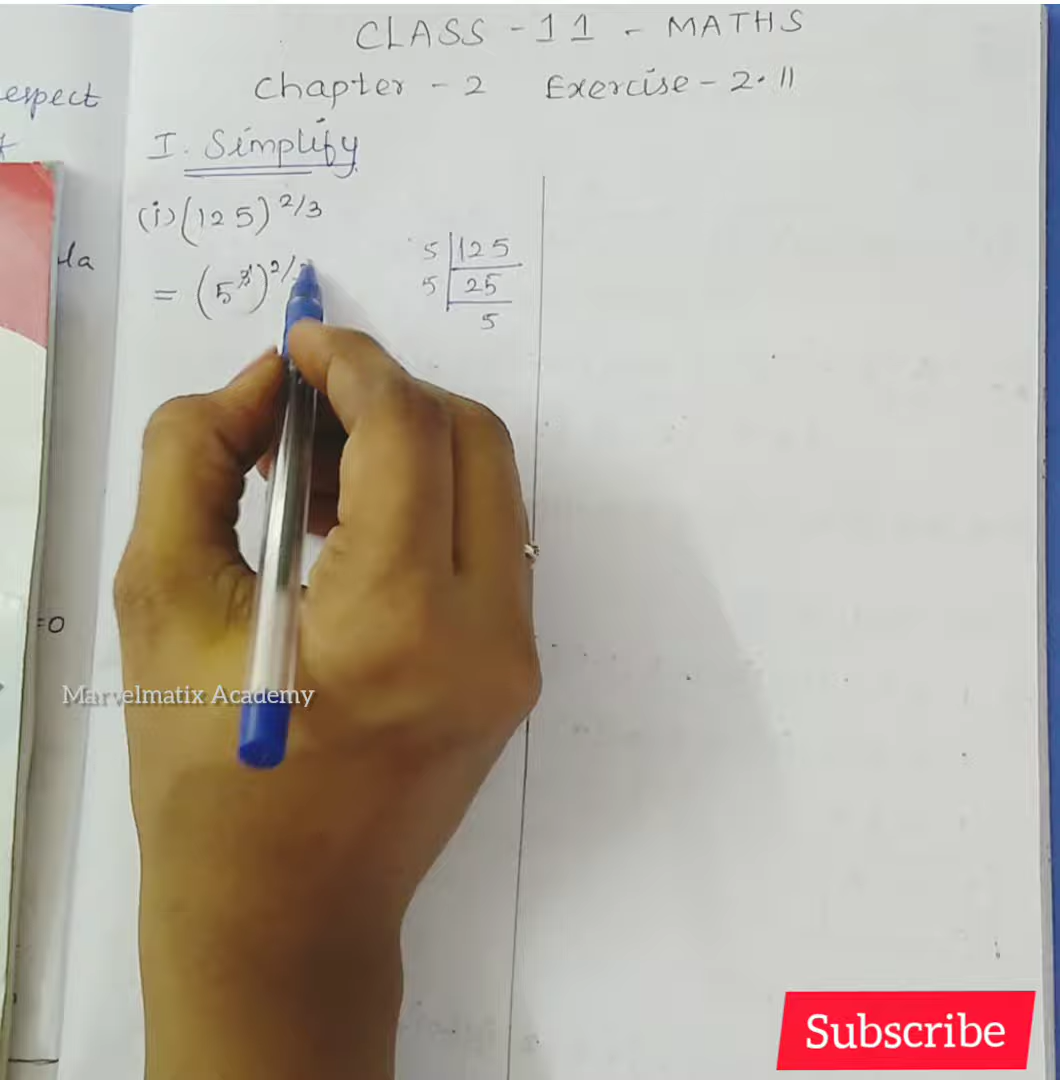 CLASS - 11 - MATHS
Chapter - 2 Exercise - 2.11
I. Simplify
(i) (125)^2/3
= (5^3)^2/
5 | 125
5 | 25
5
espect
la
=0
Marvelmatix Academy
Subscribe